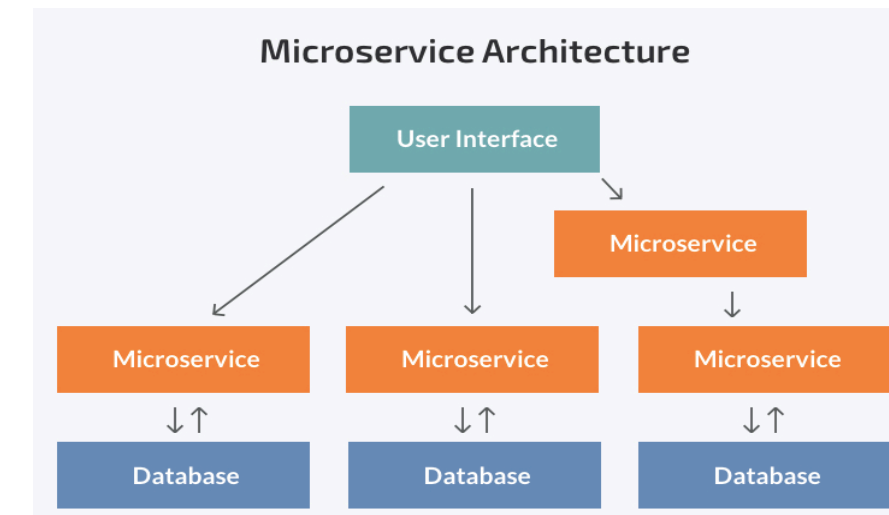 Microservice Architecture
User Interface
Microservice
Microservice
Microservice
Microservice
Database
Database
Database